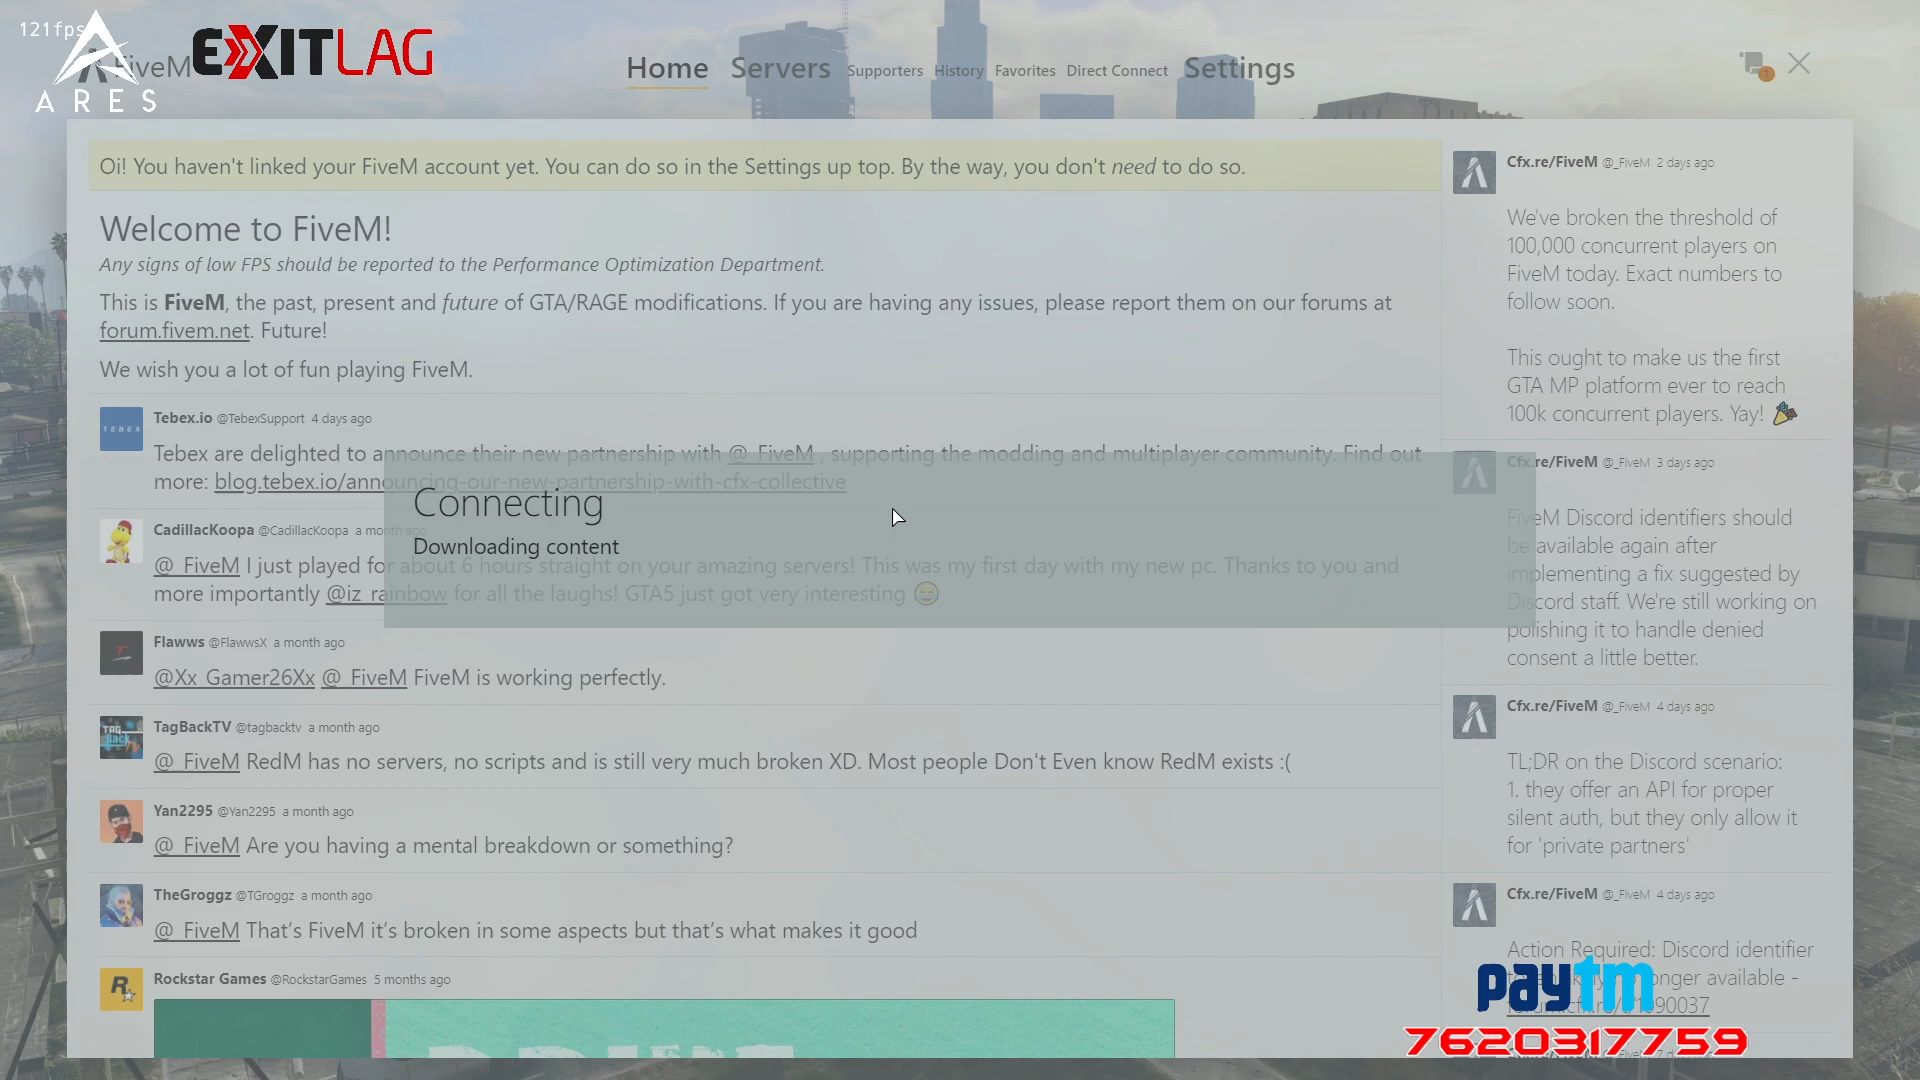 121fps
ARES
EXITLAG
FiveM
Home Servers Supporters History Favorites Direct Connect Settings
1
Oi! You haven't linked your FiveM account yet. You can do so in the Settings up top. By the way, you don't need to do so.
Welcome to FiveM!
Any signs of low FPS should be reported to the Performance Optimization Department.
This is FiveM, the past, present and future of GTA/RAGE modifications. If you are having any issues, please report them on our forums at
forum.fivem.net. Future!
We wish you a lot of fun playing FiveM.
TEBEX
Tebex.io @TebexSupport 4 days ago
Tebex are delighted to announce their new partnership with @_FiveM , supporting the modding and multiplayer community. Find out
more: blog.tebex.io/announcing-our-new-partnership-with-cfx-collective
Connecting
Downloading content
CadillacKoopa @CadillacKoopa a month ago
@_FiveM I just played for about 6 hours straight on your amazing servers! This was my first day with my new pc. Thanks to you and
more importantly @iz_rainbow for all the laughs! GTA5 just got very interesting 😄
Flawws @FlawwsX a month ago
@Xx_Gamer26Xx @_FiveM FiveM is working perfectly.
TAG
Back
TagBackTV @tagbacktv a month ago
@_FiveM RedM has no servers, no scripts and is still very much broken XD. Most people Don't Even know RedM exists :(
Yan2295 @Yan2295 a month ago
@_FiveM Are you having a mental breakdown or something?
TheGroggz @TGroggz a month ago
@_FiveM That's FiveM it's broken in some aspects but that's what makes it good
R
Rockstar Games @RockstarGames 5 months ago
Cfx.re/FiveM @_FiveM 2 days ago
We've broken the threshold of
100,000 concurrent players on
FiveM today. Exact numbers to
follow soon.
This ought to make us the first
GTA MP platform ever to reach
100k concurrent players. Yay! 🎉
Cfx.re/FiveM @_FiveM 3 days ago
FiveM Discord identifiers should
be available again after
implementing a fix suggested by
Discord staff. We're still working on
polishing it to handle denied
consent a little better.
Cfx.re/FiveM @_FiveM 4 days ago
TL;DR on the Discord scenario:
1. they offer an API for proper
silent auth, but they only allow it
for 'private partners'
Cfx.re/FiveM @_FiveM 4 days ago
Action Required: Discord identifier
longer available -
paytm
7620317759